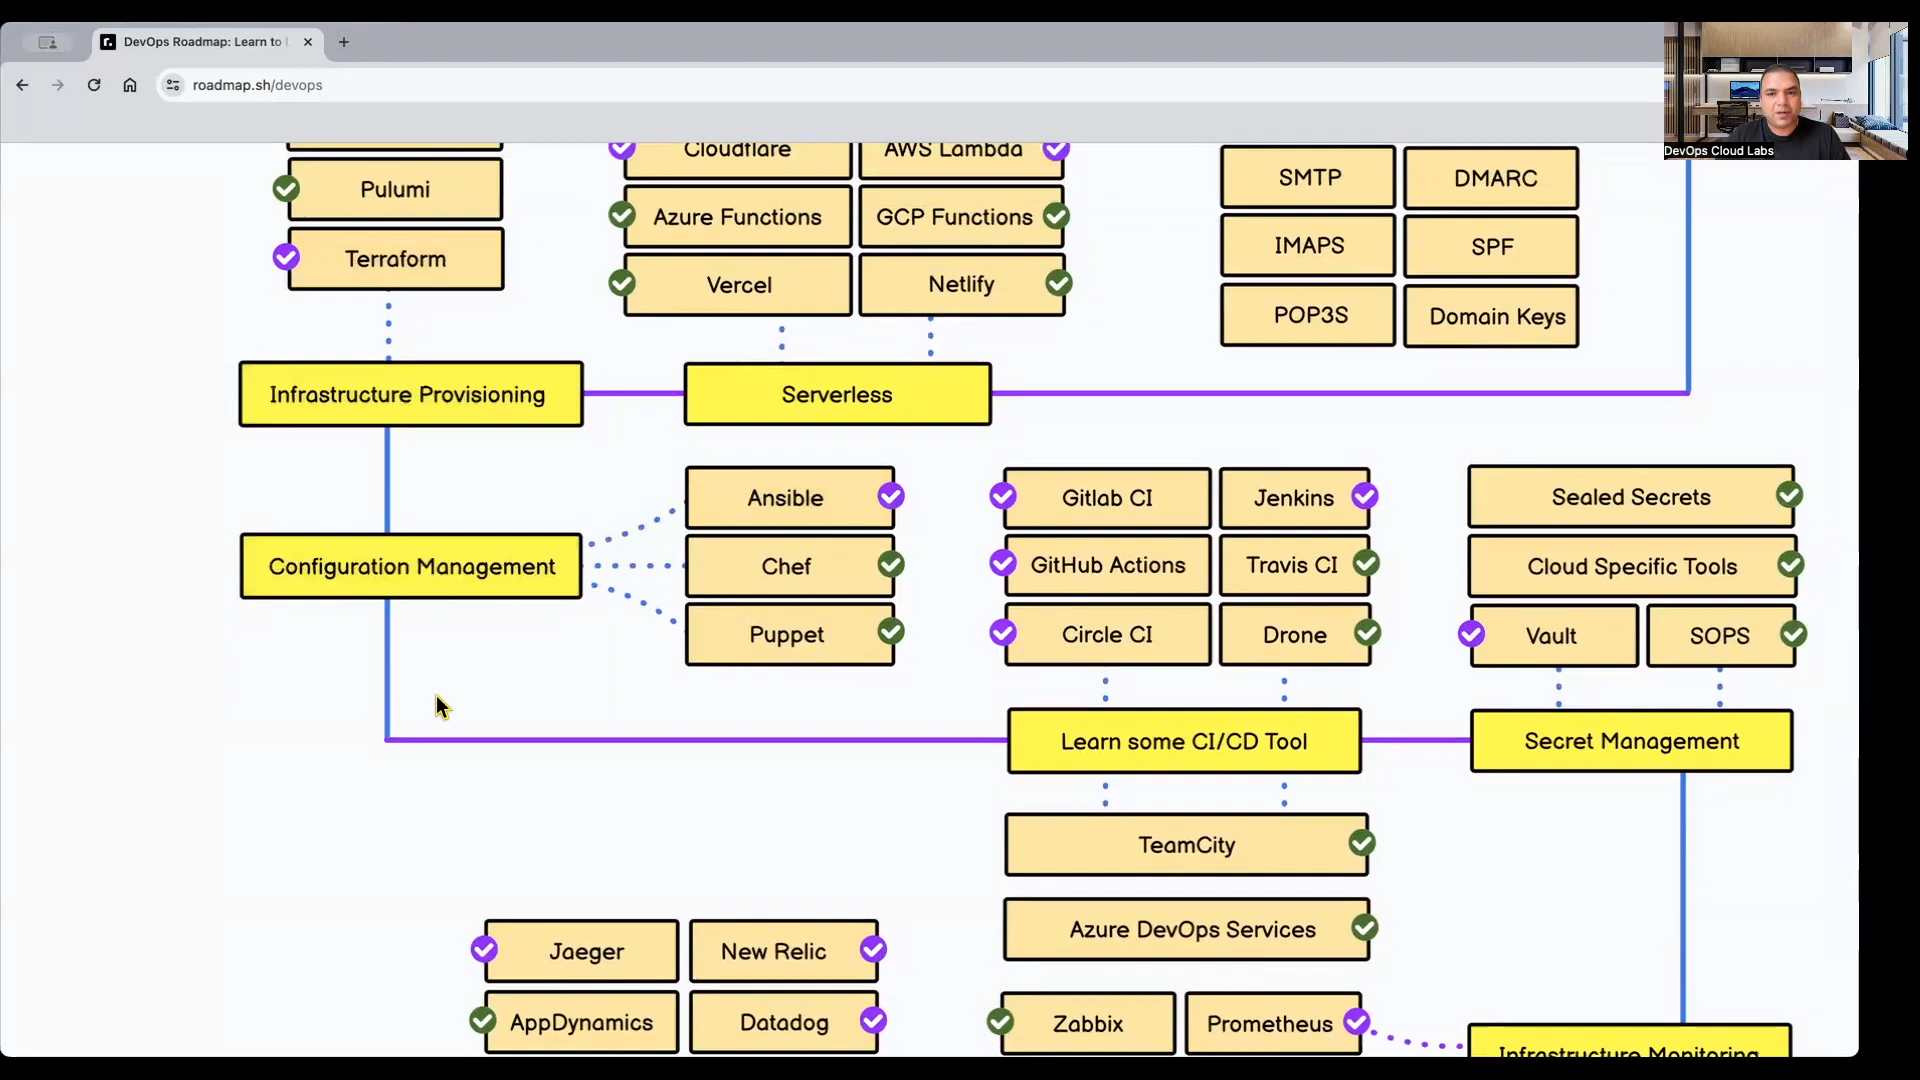 DevOps Roadmap: Learn to
roadmap.sh/devops
DevOps Cloud Labs
Cloudflare
AWS Lambda
Pulumi
Azure Functions
GCP Functions
SMTP
DMARC
Terraform
Vercel
Netlify
IMAPS
SPF
POP3S
Domain Keys
Infrastructure Provisioning
Serverless
Ansible
Gitlab CI
Jenkins
Sealed Secrets
Configuration Management
Chef
GitHub Actions
Travis CI
Cloud Specific Tools
Puppet
Circle CI
Drone
Vault
SOPS
Learn some CI/CD Tool
Secret Management
TeamCity
Azure DevOps Services
Jaeger
New Relic
AppDynamics
Datadog
Zabbix
Prometheus
Infrastructure Monitoring